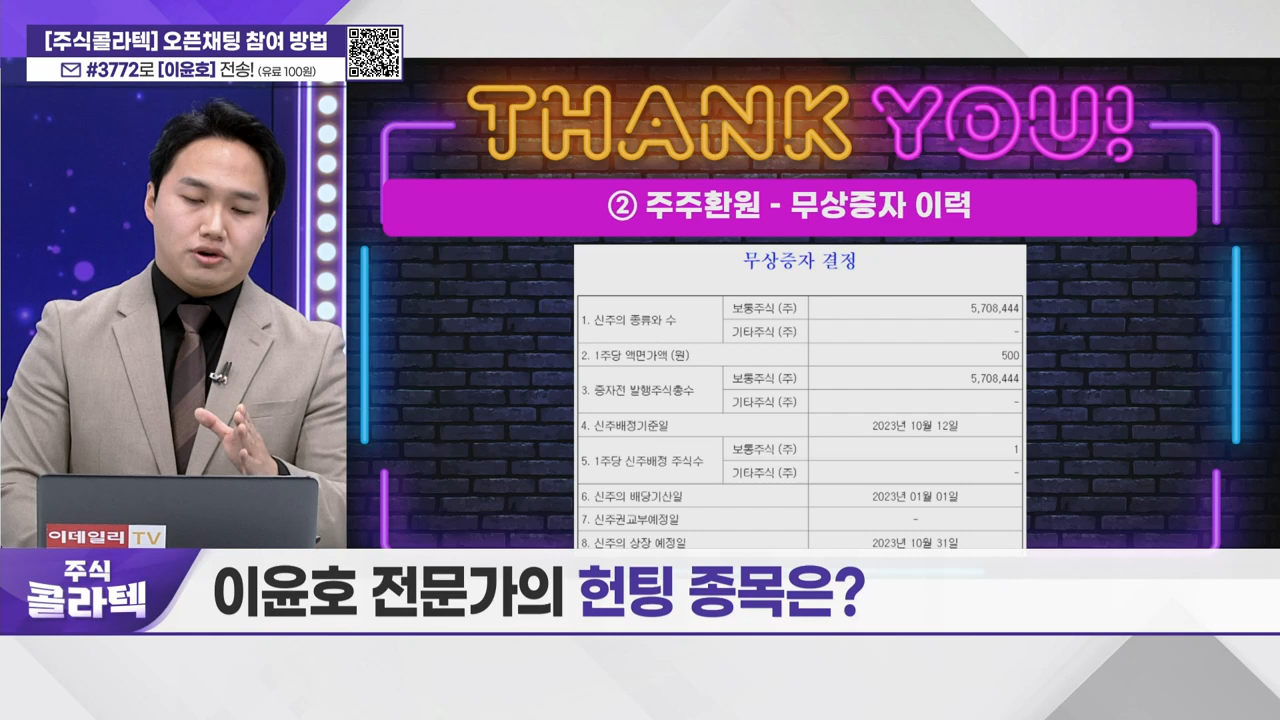 [주식콜라텍] 오픈채팅 참여 방법
#3772로 [이윤호] 전송! (유료 100원)
THANK YOU!
② 주주환원 - 무상증자 이력
무상증자 결정
1. 신주의 종류와 수 보통주식 (주) 5,708,444
기타주식 (주) -
2. 1주당 액면가액 (원) 500
3. 증자전 발행주식총수 보통주식 (주) 5,708,444
기타주식 (주) -
4. 신주배정기준일 2023년 10월 12일
5. 1주당 신주배정 주식수 보통주식 (주) 1
기타주식 (주) -
6. 신주의 배당기산일 2023년 01월 01일
7. 신주권교부예정일 -
8. 신주의 상장 예정일 2023년 10월 31일
이데일리 TV
주식
콜라텍
이윤호 전문가의 헌팅 종목은?